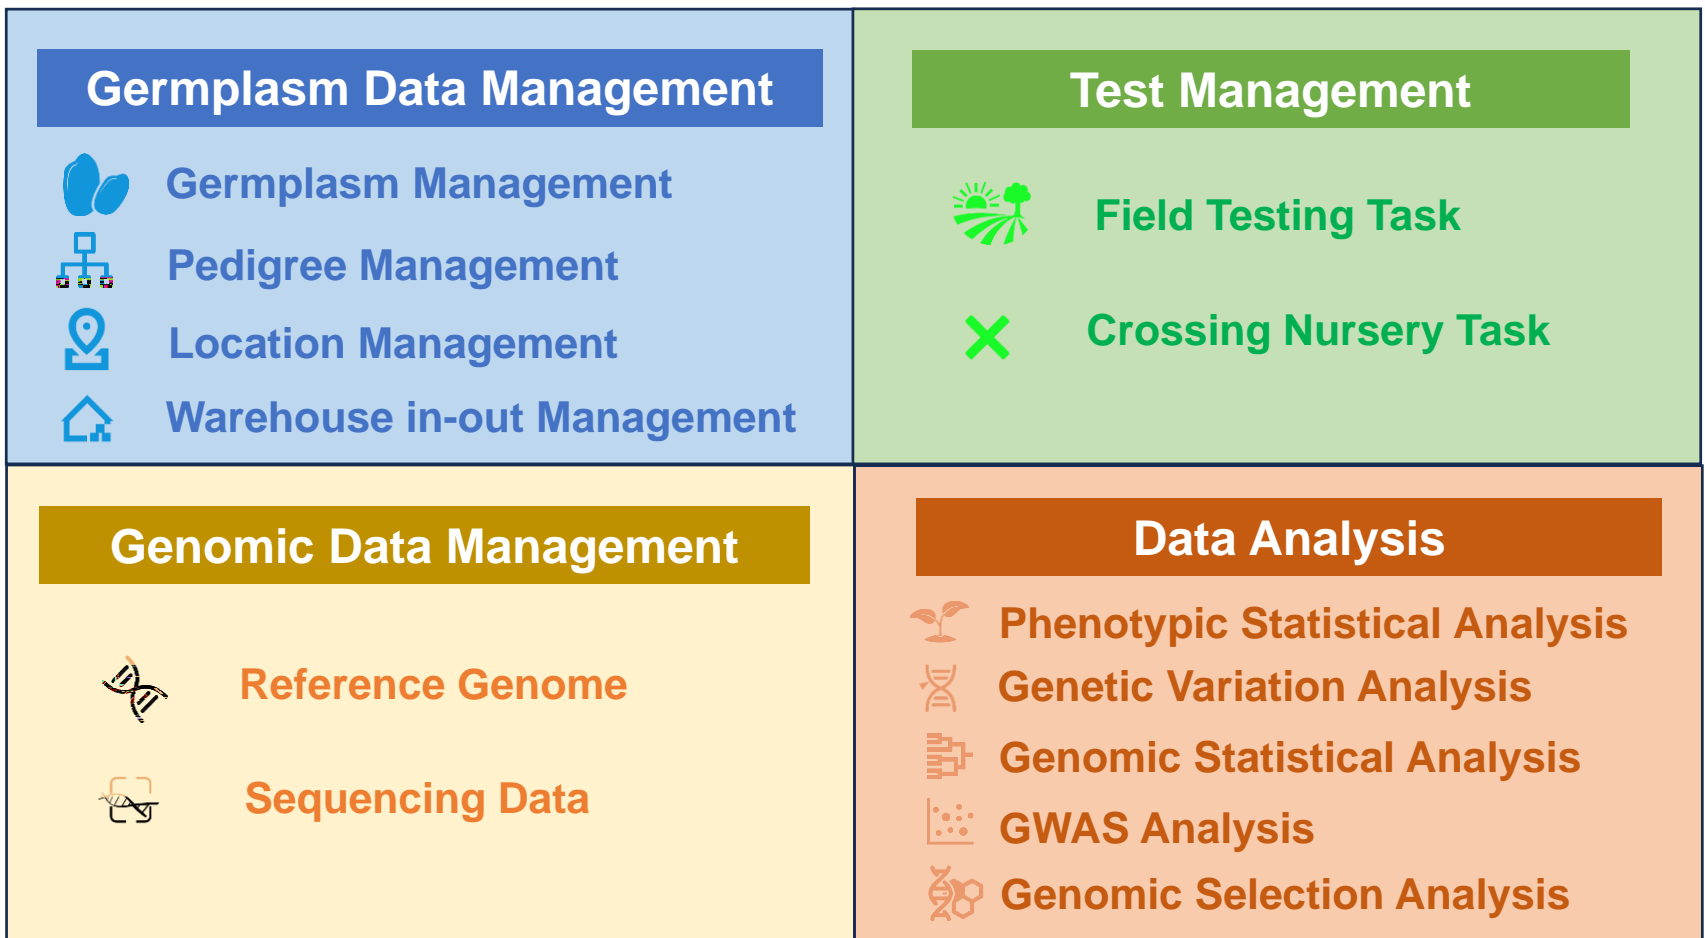 Germplasm Data Management
Germplasm Management
Pedigree Management
Location Management
Warehouse in-out Management
Test Management
Field Testing Task
Crossing Nursery Task
Genomic Data Management
Reference Genome
Sequencing Data
Data Analysis
Phenotypic Statistical Analysis
Genetic Variation Analysis
Genomic Statistical Analysis
GWAS Analysis
Genomic Selection Analysis